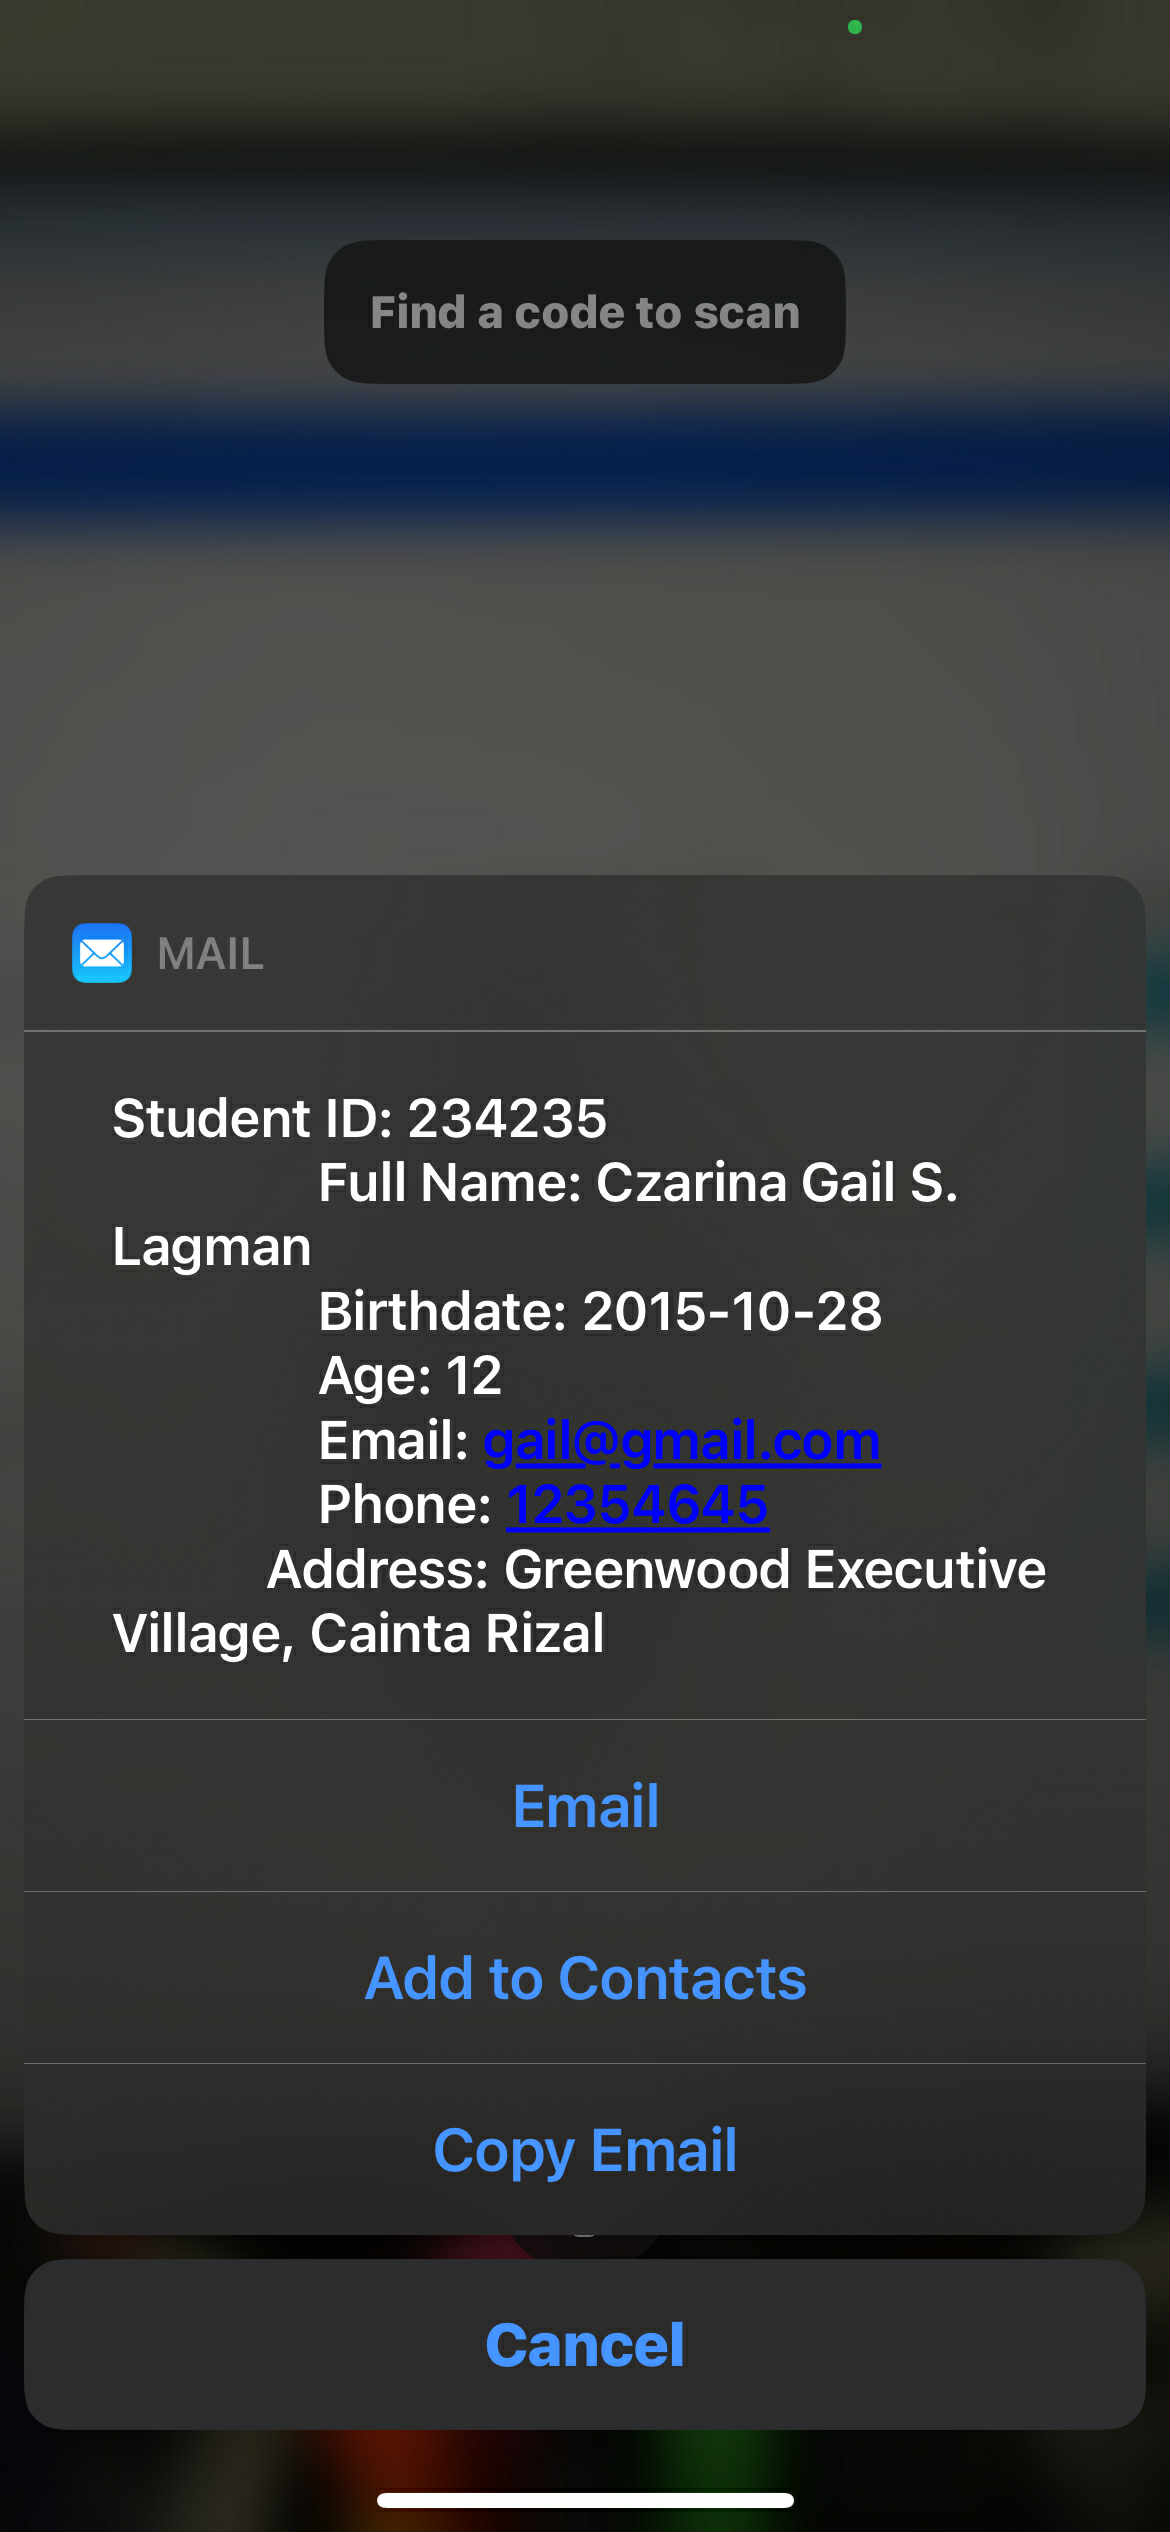 Find a code to scan
MAIL
Student ID: 234235
Full Name: Czarina Gail S.
Lagman
Birthdate: 2015-10-28
Age: 12
Email: gail@gmail.com
Phone: 12354645
Address: Greenwood Executive
Village, Cainta Rizal
Email
Add to Contacts
Copy Email
Cancel